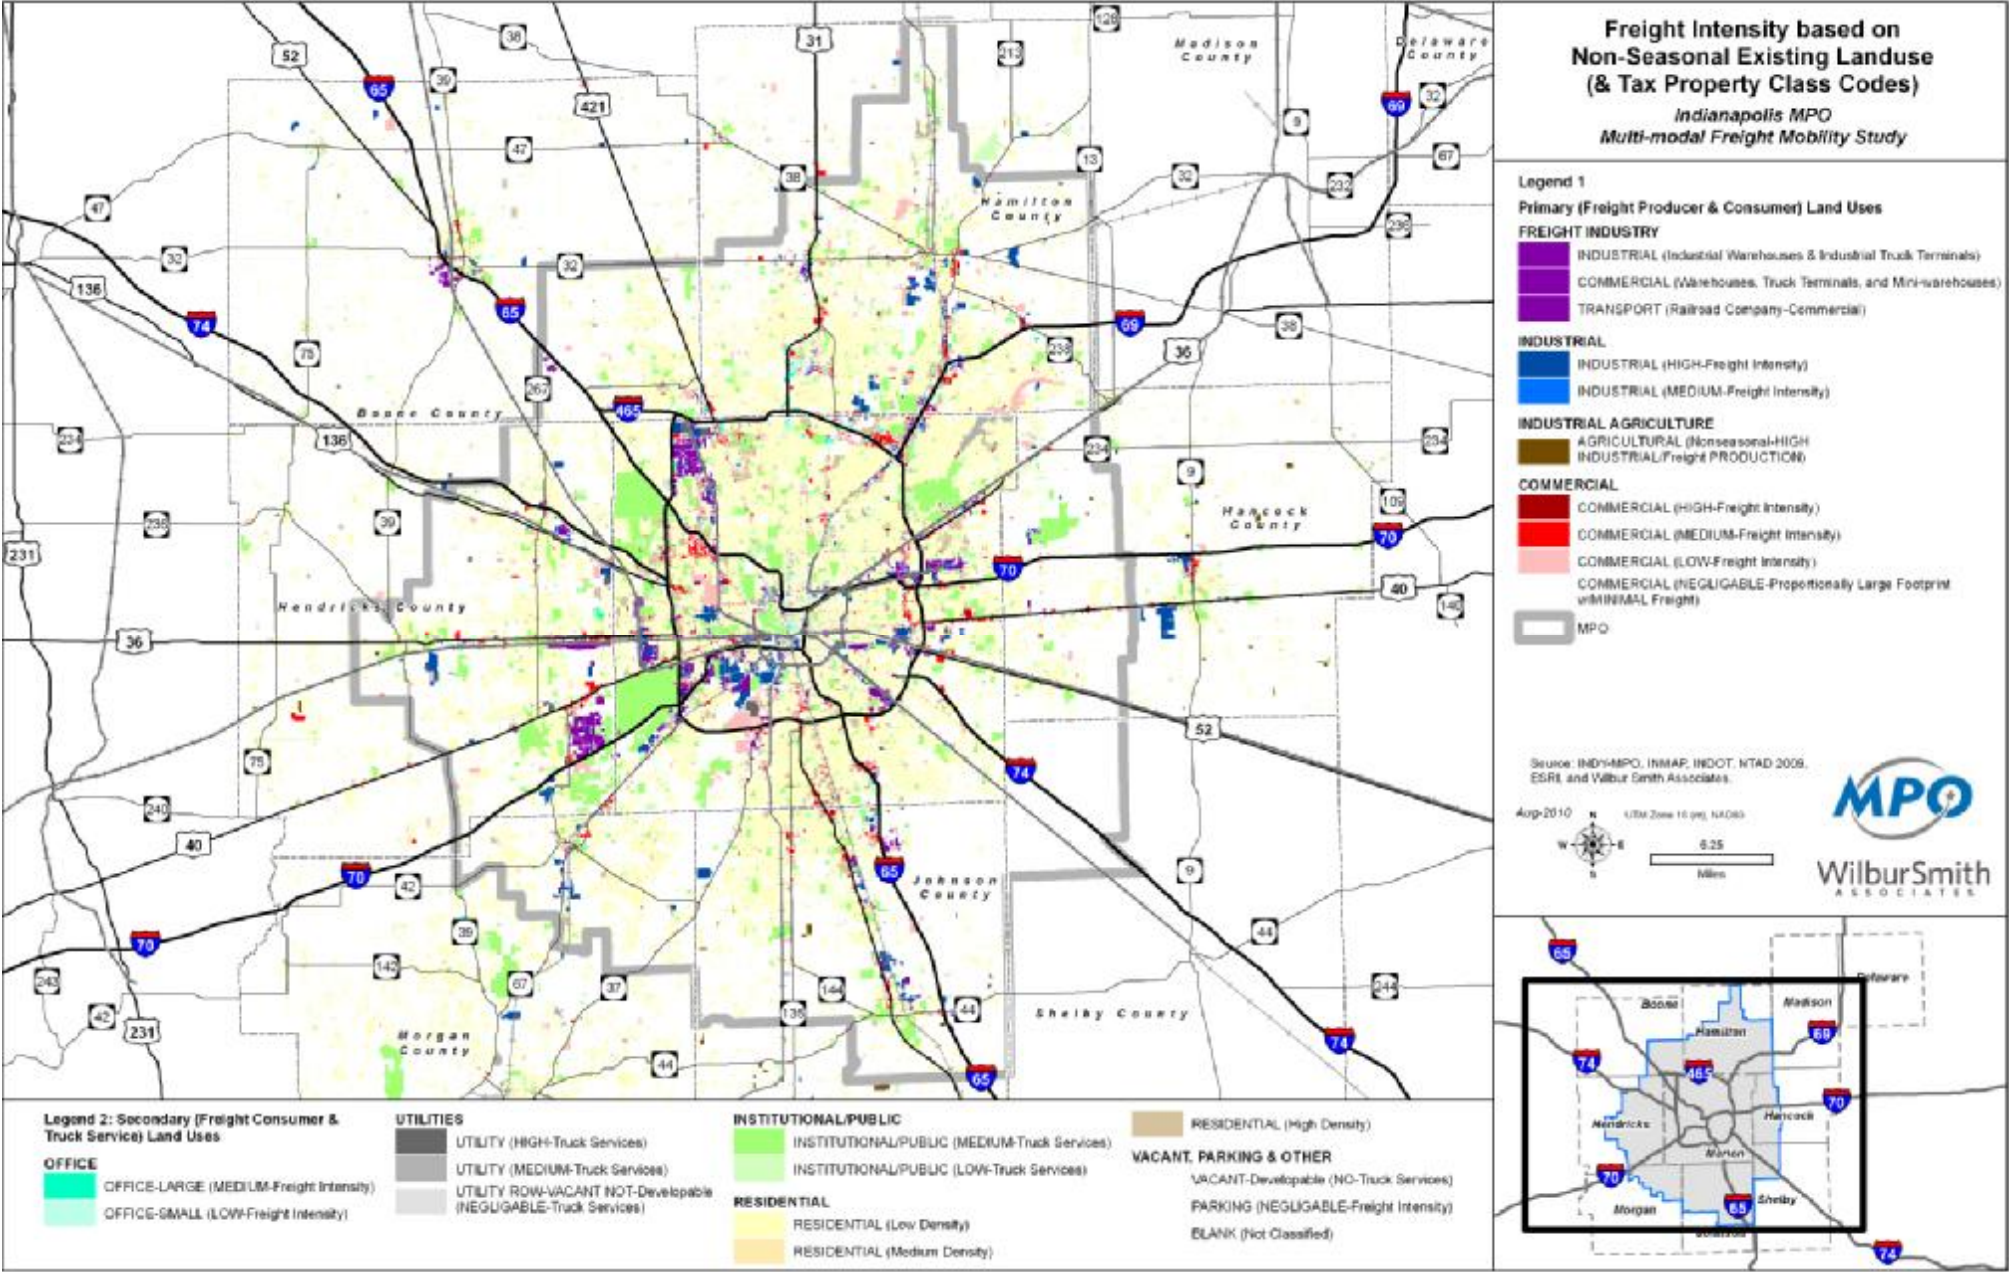 Freight Intensity based on
Non-Seasonal Existing Landuse
(& Tax Property Class Codes)
Indianapolis MPO
Multi-modal Freight Mobility Study
Legend 1
Primary (Freight Producer & Consumer) Land Uses
FREIGHT INDUSTRY
INDUSTRIAL (Industrial Warehouses & Industrial Truck Terminals)
COMMERCIAL (Warehouses, Truck Terminals, and Mini-warehouses)
TRANSPORT (Railroad Company-Commercial)
INDUSTRIAL
INDUSTRIAL (HIGH-Freight Intensity)
INDUSTRIAL (MEDIUM-Freight Intensity)
INDUSTRIAL AGRICULTURE
AGRICULTURAL (Nonseasonal-HIGH
INDUSTRIAL/Freight PRODUCTION)
COMMERCIAL
COMMERCIAL (HIGH-Freight Intensity)
COMMERCIAL (MEDIUM-Freight Intensity)
COMMERCIAL (LOW-Freight Intensity)
COMMERCIAL (NEGLIGABLE-Proportionally Large Footprint
w/MINIMAL Freight)
MPO
Source: INDY-MPO, INMAP, INDOT, NTAD 2009,
ESRI, and Wilbur Smith Associates.
Aug-2010
N
W
E
S
6.25
Miles
MPO
WilburSmith
ASSOCIATES
52
65
39
38
421
31
213
128
Madison
County
Delaware
County
69
32
9
67
47
38
13
32
232
236
47
32
Hamilton
County
32
136
74
65
69
38
75
238
36
267
465
Boone County
234
136
234
9
234
109
236
39
Hancock
County
231
70
70
40
140
Hendricks County
36
52
75
74
240
40
70
65
9
42
Johnson
County
39
44
70
142
243
67
37
144
44
244
135
Shelby County
42
231
Morgan
County
44
65
74
Legend 2: Secondary (Freight Consumer &
Truck Service) Land Uses
OFFICE
OFFICE-LARGE (MEDIUM-Freight Intensity)
OFFICE-SMALL (LOW-Freight Intensity)
UTILITIES
UTILITY (HIGH-Truck Services)
UTILITY (MEDIUM-Truck Services)
UTILITY ROW-VACANT NOT-Developable
(NEGLIGABLE-Truck Services)
INSTITUTIONAL/PUBLIC
INSTITUTIONAL/PUBLIC (MEDIUM-Truck Services)
INSTITUTIONAL/PUBLIC (LOW-Truck Services)
RESIDENTIAL
RESIDENTIAL (Low Density)
RESIDENTIAL (Medium Density)
RESIDENTIAL (High Density)
VACANT, PARKING & OTHER
VACANT-Developable (NO-Truck Services)
PARKING (NEGLIGABLE-Freight Intensity)
BLANK (Not Classified)
65
Delaware
Boone
Madison
Hamilton
69
74
465
70
Hancock
Hendricks
Marion
70
65
Shelby
Morgan
74